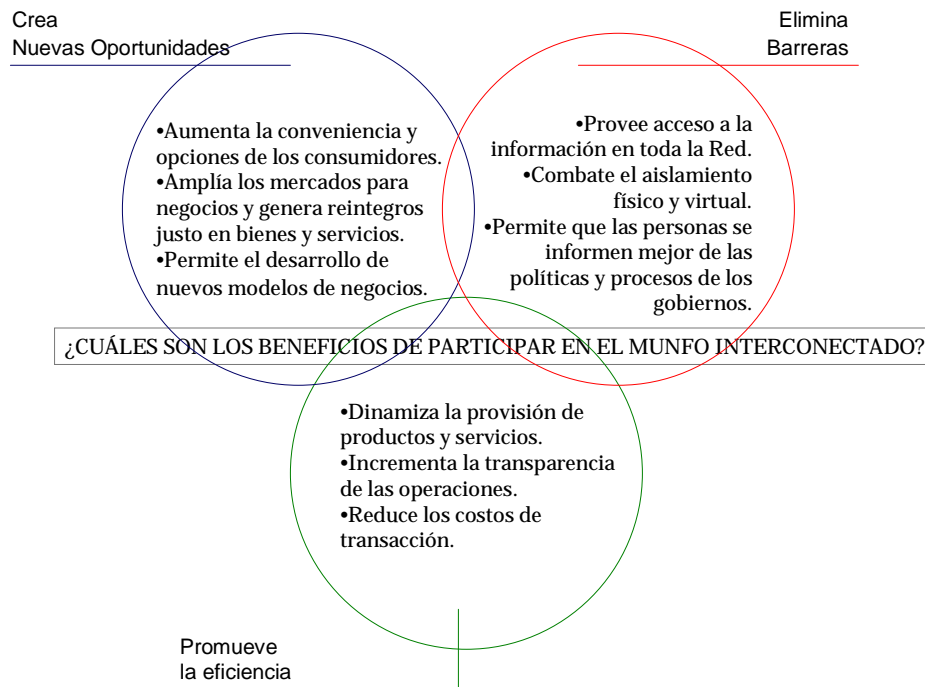 Crea
Nuevas Oportunidades
Elimina
Barreras
•Aumenta la conveniencia y
opciones de los consumidores.
•Amplía los mercados para
negocios y genera reintegros
justo en bienes y servicios.
•Permite el desarrollo de
nuevos modelos de negocios.
•Provee acceso a la
información en toda la Red.
•Combate el aislamiento
físico y virtual.
•Permite que las personas se
informen mejor de las
políticas y procesos de los
gobiernos.
¿CUÁLES SON LOS BENEFICIOS DE PARTICIPAR EN EL MUNFO INTERCONECTADO?
•Dinamiza la provisión de
productos y servicios.
•Incrementa la transparencia
de las operaciones.
•Reduce los costos de
transacción.
Promueve
la eficiencia